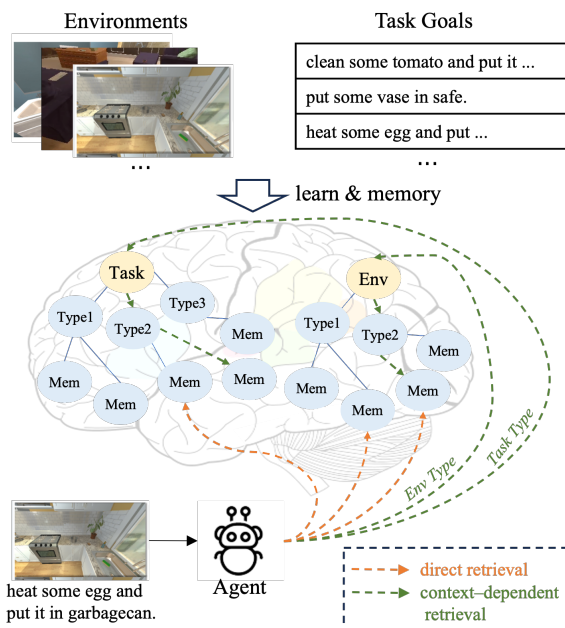 Environments
Task Goals
clean some tomato and put it ...
put some vase in safe.
heat some egg and put ...
...
...
learn & memory
Task
Env
Type1
Type2
Type3
Mem
Type1
Type2
Mem
Mem
Mem
Mem
Mem
Mem
Mem
Mem
Env Type
Task Type
Agent
heat some egg and
put it in garbagecan.
direct retrieval
context–dependent
retrieval